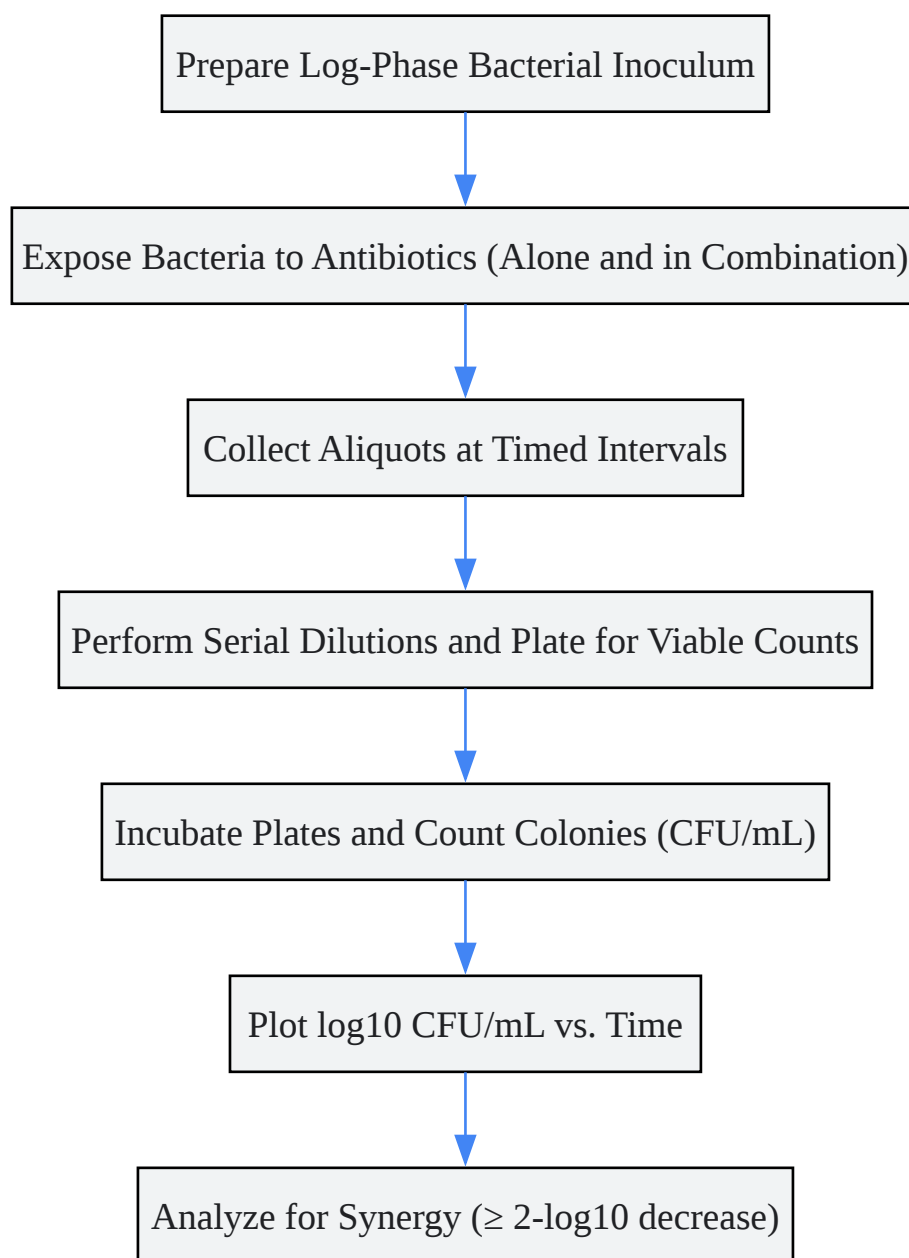 Prepare Log-Phase Bacterial Inoculum
Expose Bacteria to Antibiotics (Alone and in Combination)
Collect Aliquots at Timed Intervals
Perform Serial Dilutions and Plate for Viable Counts
Incubate Plates and Count Colonies (CFU/mL)
Plot log10 CFU/mL vs. Time
Analyze for Synergy (≥ 2-log10 decrease)